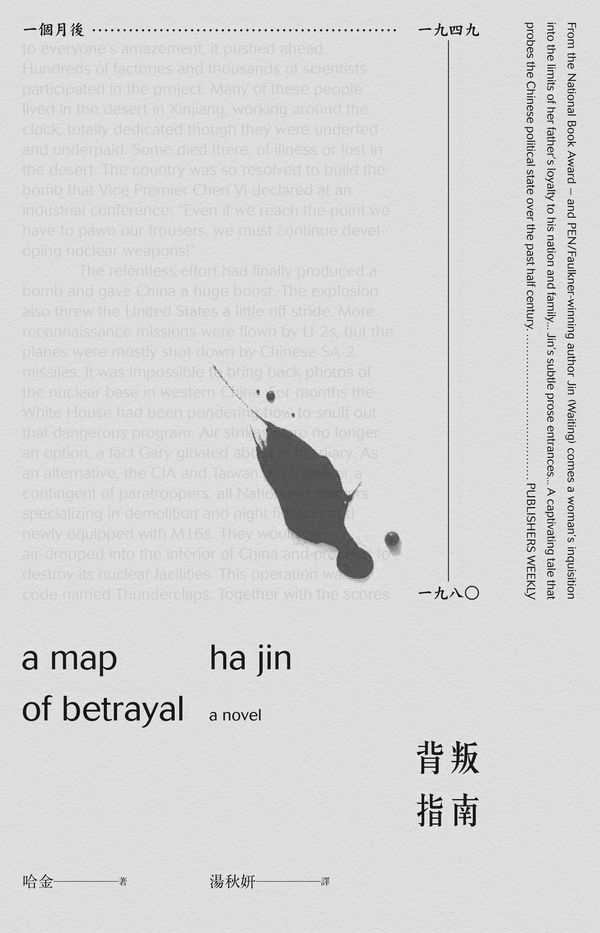 一個月後
一九四九
to everyone's amazement, it pushed ahead.
Hundreds of factories and thousands of scientists
participated in the project. Many of these people
lived in the desert in Xinjiang, working around the
clock, totally dedicated though they were underfed
and underpaid. Some died there, of illness or lost in
the desert. The country was so resolved to build the
bomb that Vice Premier Chen Yi declared at an
industrial conference: "Even if we reach the point we
have to pawn our trousers, we must continue devel-
oping nuclear weapons!"
The relentless effort had finally produced a
bomb and gave China a huge boost. The explosion
also threw the United States a little off stride. More
reconnaissance missions were flown by U-2s, but the
planes were mostly shot down by Chinese SA-2
missiles. It was impossible to bring back photos of
the nuclear base in western China. For months the
White House had been pondering how to snuff out
that dangerous program. Air strikes were no longer
an option, a fact Gary gloated about in his diary. As
an alternative, the CIA and Taiwan put together a
contingent of paratroopers, all Nationalist soldiers
specializing in demolition and night fighting and
newly equipped with M16s. They would be
air-dropped into the interior of China and proceed to
destroy its nuclear facilities. This operation was
code-named Thunderclaps. Together with the scores
一九八〇
From the National Book Award – and PEN/Faulkner-winning author Jin (Waiting) comes a woman's inquisition
into the limits of her father's loyalty to his nation and family... Jin's subtle prose entrances... A captivating tale that
probes the Chinese political state over the past half century. PUBLISHERS WEEKLY
a map
of betrayal
ha jin
a novel
背叛
指南
哈金 著
湯秋妍 譯